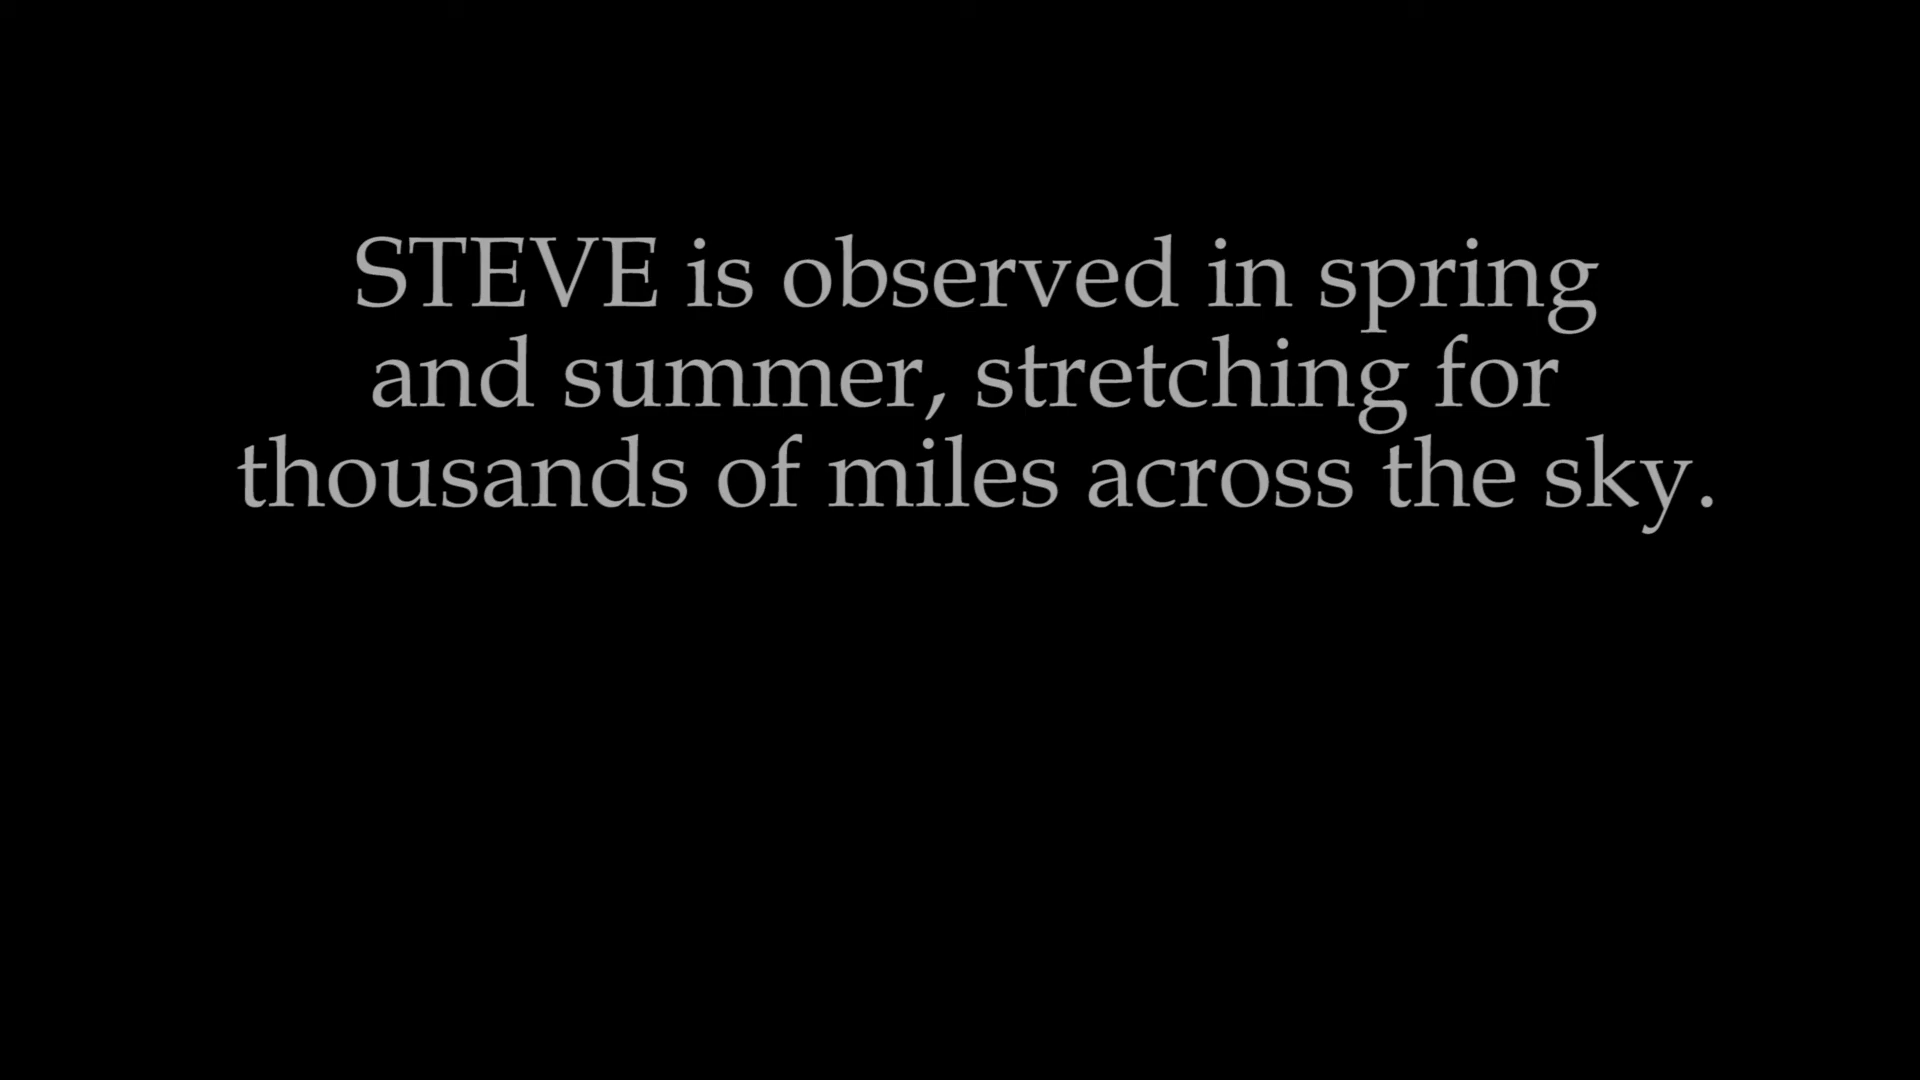 STEVE is observed in spring
and summer, stretching for
thousands of miles across the sky.